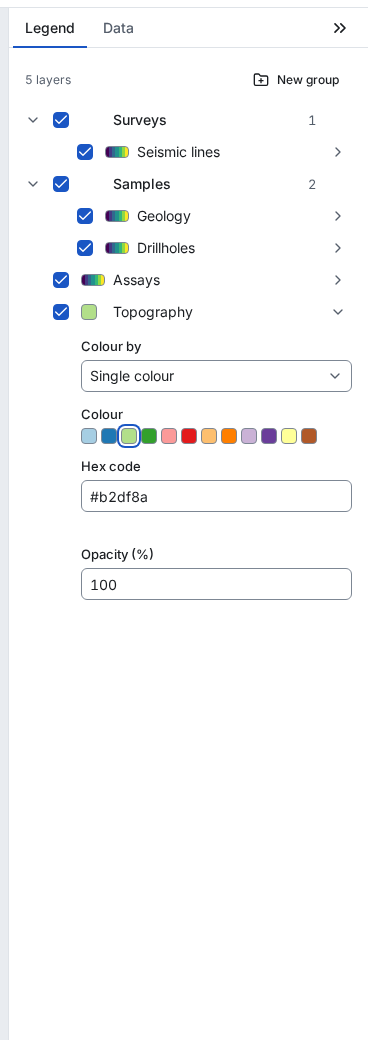 Legend Data
5 layers New group
Surveys 1
Seismic lines
Samples 2
Geology
Drillholes
Assays
Topography
Colour by
Single colour
Colour
Hex code
#b2df8a
Opacity (%)
100